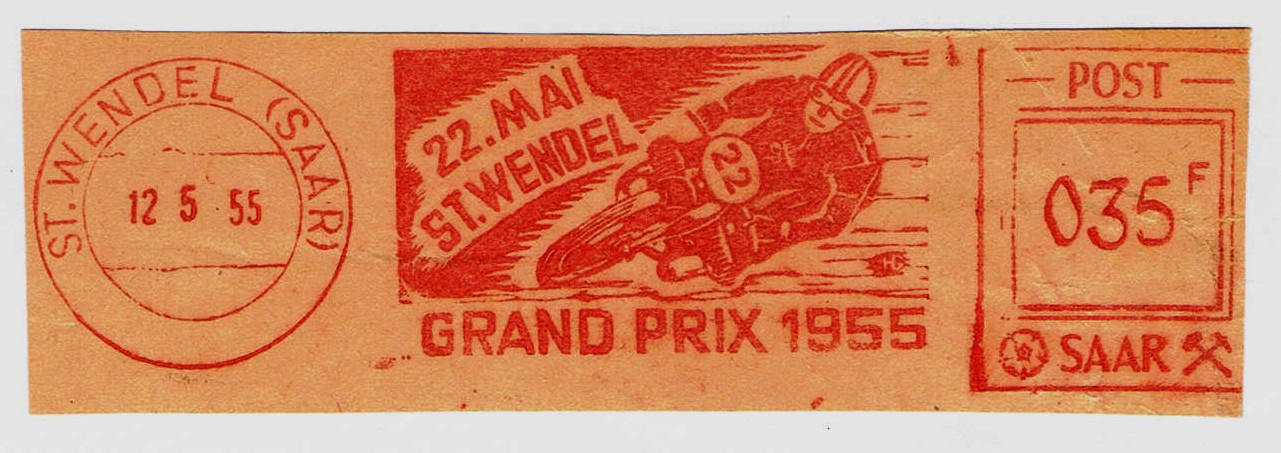 ST. WENDEL (SAAR)
12 5 55
22. MAI
ST. WENDEL
22
GRAND PRIX 1955
POST
035 F
SAAR